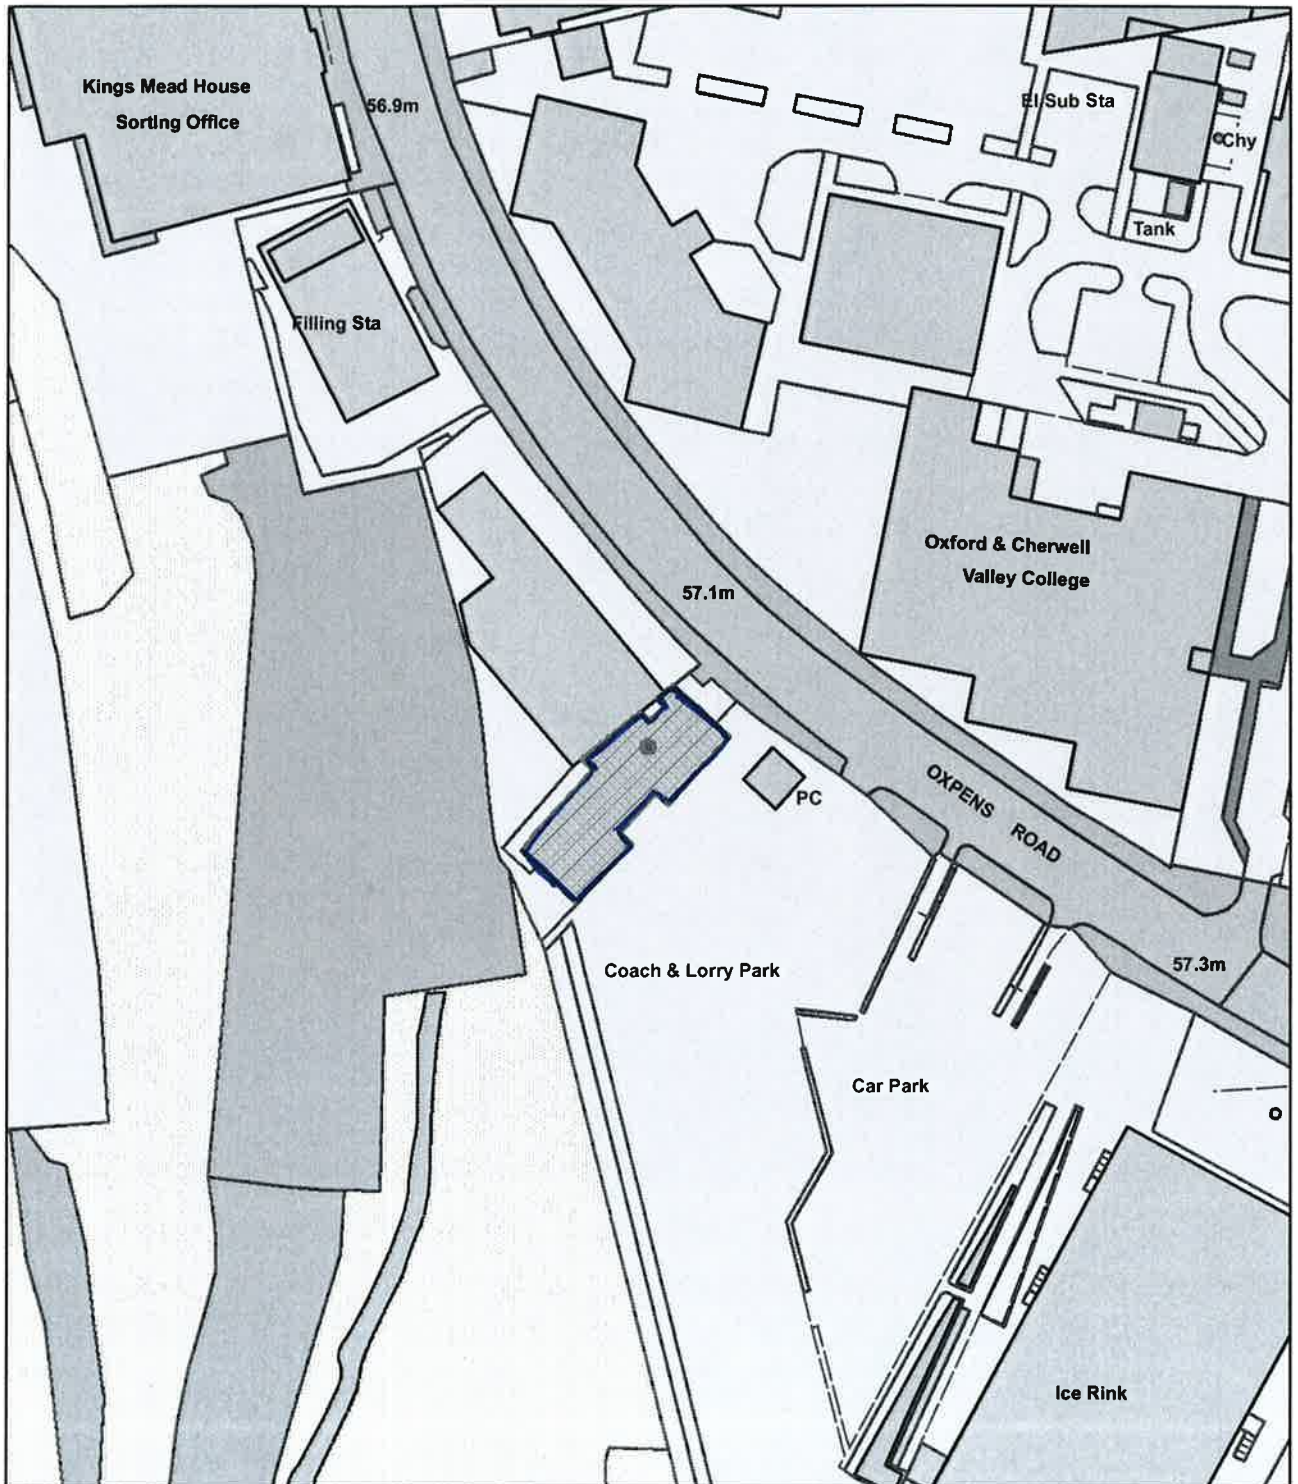 Kings Mead House
Sorting Office
56.9m
El Sub Sta
Chy
Tank
Filling Sta
Oxford & Cherwell
Valley College
57.1m
PC
OXPENS ROAD
Coach & Lorry Park
57.3m
Car Park
Ice Rink